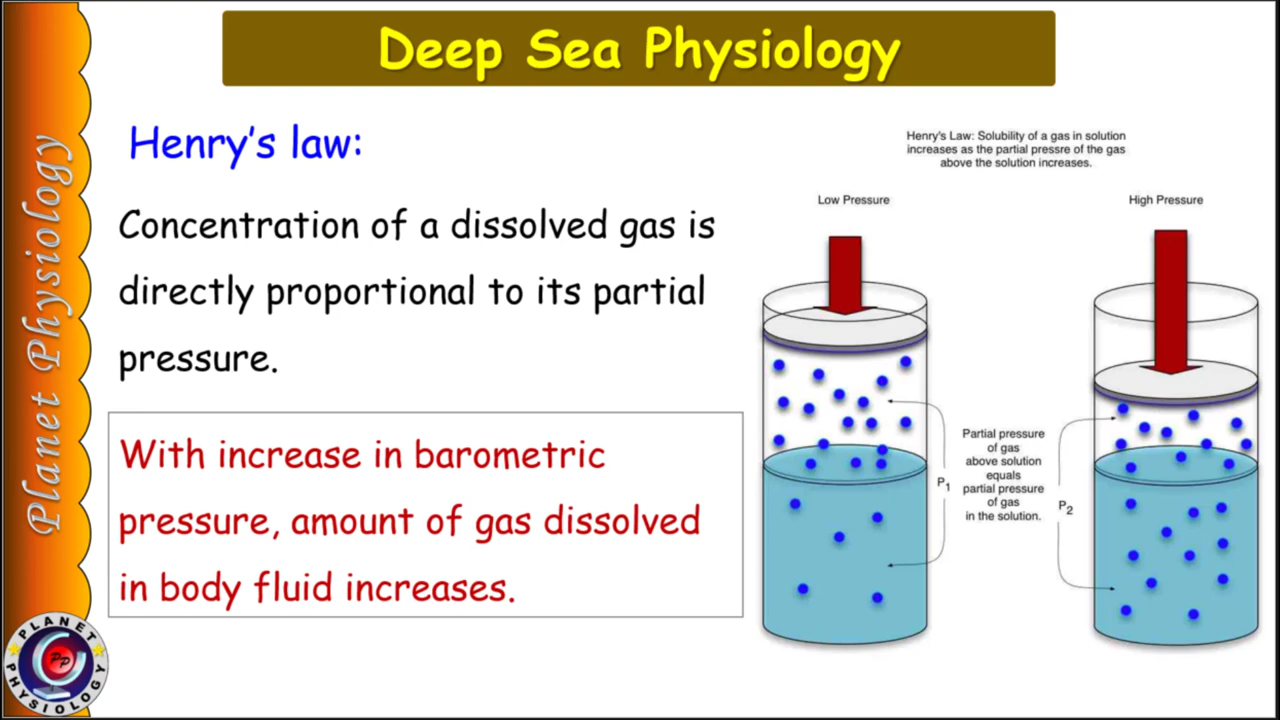 Deep Sea Physiology
Planet Physiology
Henry's law:
Concentration of a dissolved gas is
directly proportional to its partial
pressure.
With increase in barometric
pressure, amount of gas dissolved
in body fluid increases.
Henry's Law: Solubility of a gas in solution
increases as the partial pressre of the gas
above the solution increases.
Low Pressure
High Pressure
Partial pressure
of gas
above solution
equals
partial pressure
of gas
in the solution.
P1
P2
PLANET
PHYSIOLOGY
PP